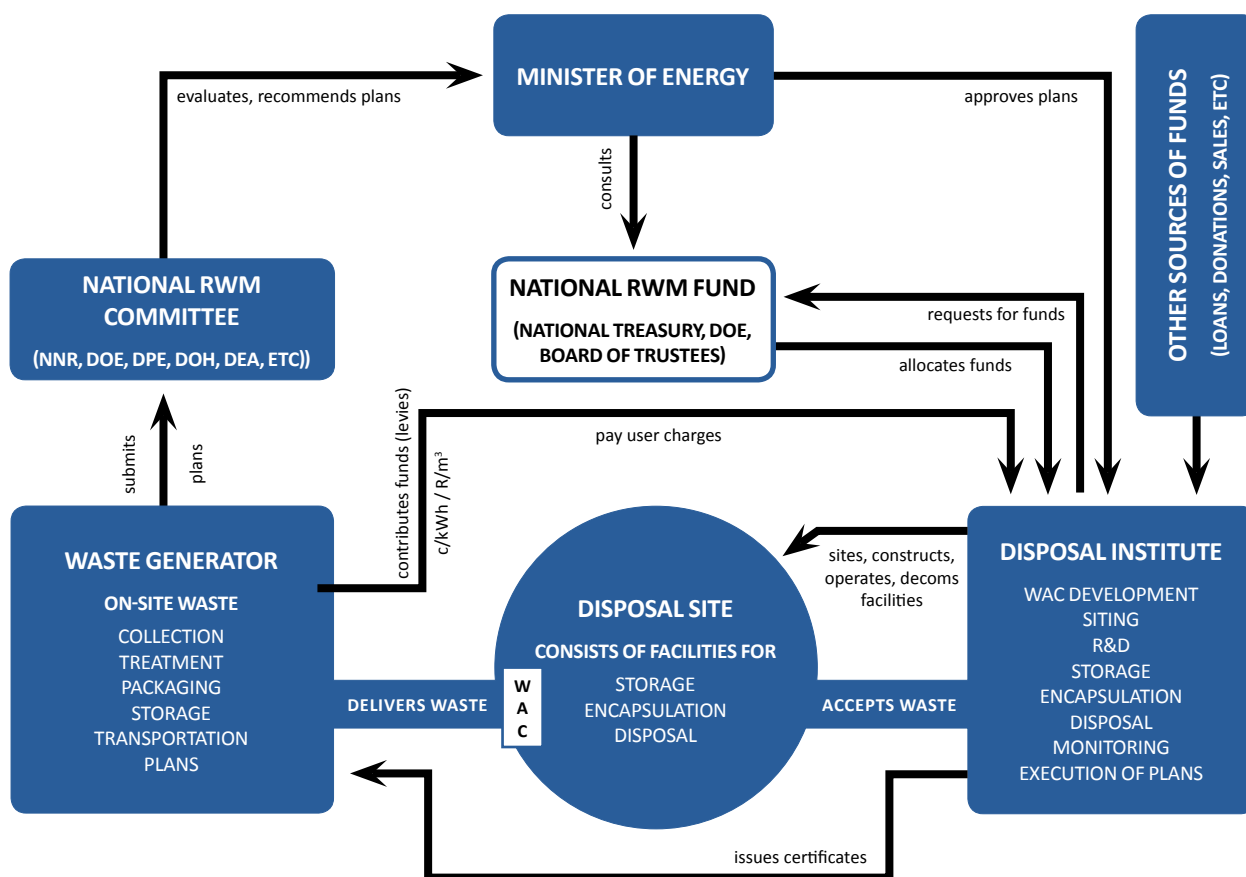 MINISTER OF ENERGY
evaluates, recommends plans
approves plans
consults
OTHER SOURCES OF FUNDS
(LOANS, DONATIONS, SALES, ETC)
NATIONAL RWM
COMMITTEE
(NNR, DOE, DPE, DOH, DEA, ETC))
NATIONAL RWM FUND
(NATIONAL TREASURY, DOE,
BOARD OF TRUSTEES)
requests for funds
allocates funds
submits
plans
contributes funds (levies)
c/kWh / R/m³
pay user charges
WASTE GENERATOR
ON-SITE WASTE
COLLECTION
TREATMENT
PACKAGING
STORAGE
TRANSPORTATION
PLANS
DELIVERS WASTE
W
A
C
DISPOSAL SITE
CONSISTS OF FACILITIES FOR
STORAGE
ENCAPSULATION
DISPOSAL
sites, constructs,
operates, decoms
facilities
ACCEPTS WASTE
DISPOSAL INSTITUTE
WAC DEVELOPMENT
SITING
R&D
STORAGE
ENCAPSULATION
DISPOSAL
MONITORING
EXECUTION OF PLANS
issues certificates